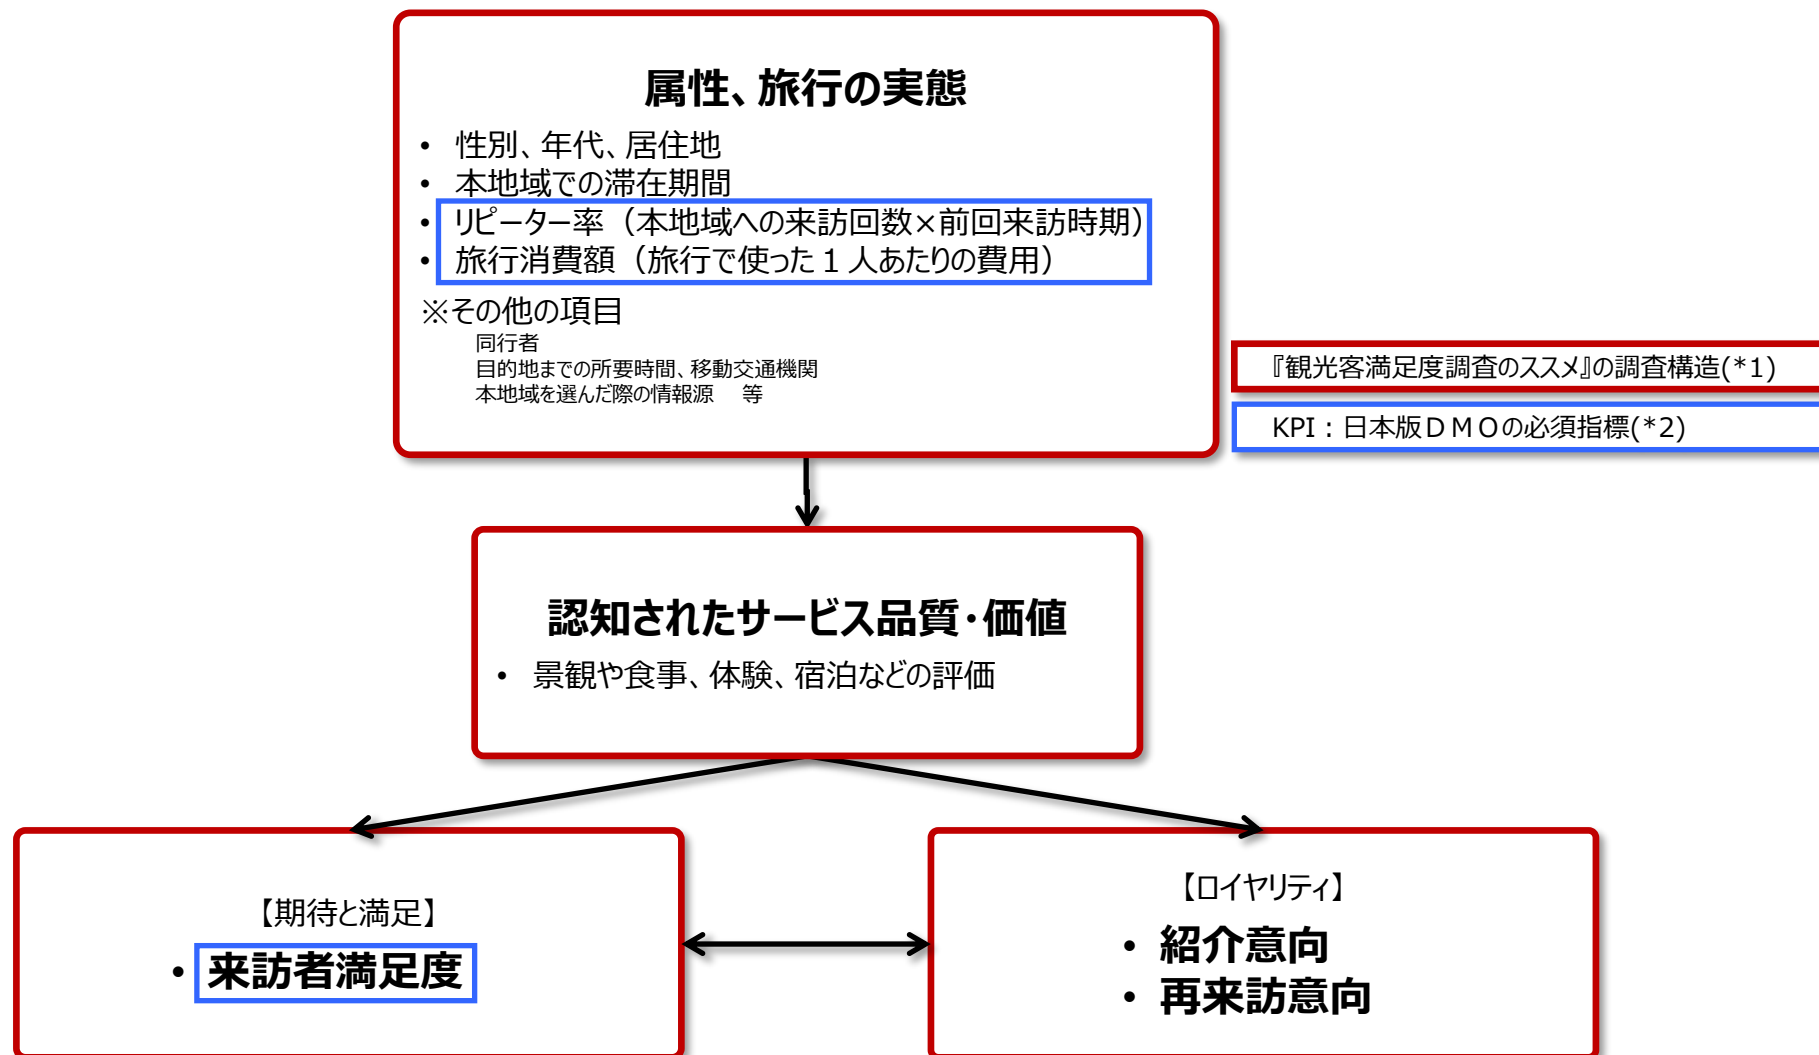 属性、旅行の実態
• 性別、年代、居住地
• 本地域での滞在期間
• リピーター率（本地域への来訪回数×前回来訪時期）
• 旅行消費額（旅行で使った１人あたりの費用）
※その他の項目
同行者
目的地までの所要時間、移動交通機関
本地域を選んだ際の情報源　等
『観光客満足度調査のススメ』の調査構造(*1)
KPI：日本版ＤＭＯの必須指標(*2)
認知されたサービス品質・価値
• 景観や食事、体験、宿泊などの評価
【期待と満足】
• 来訪者満足度
【ロイヤリティ】
• 紹介意向
• 再来訪意向